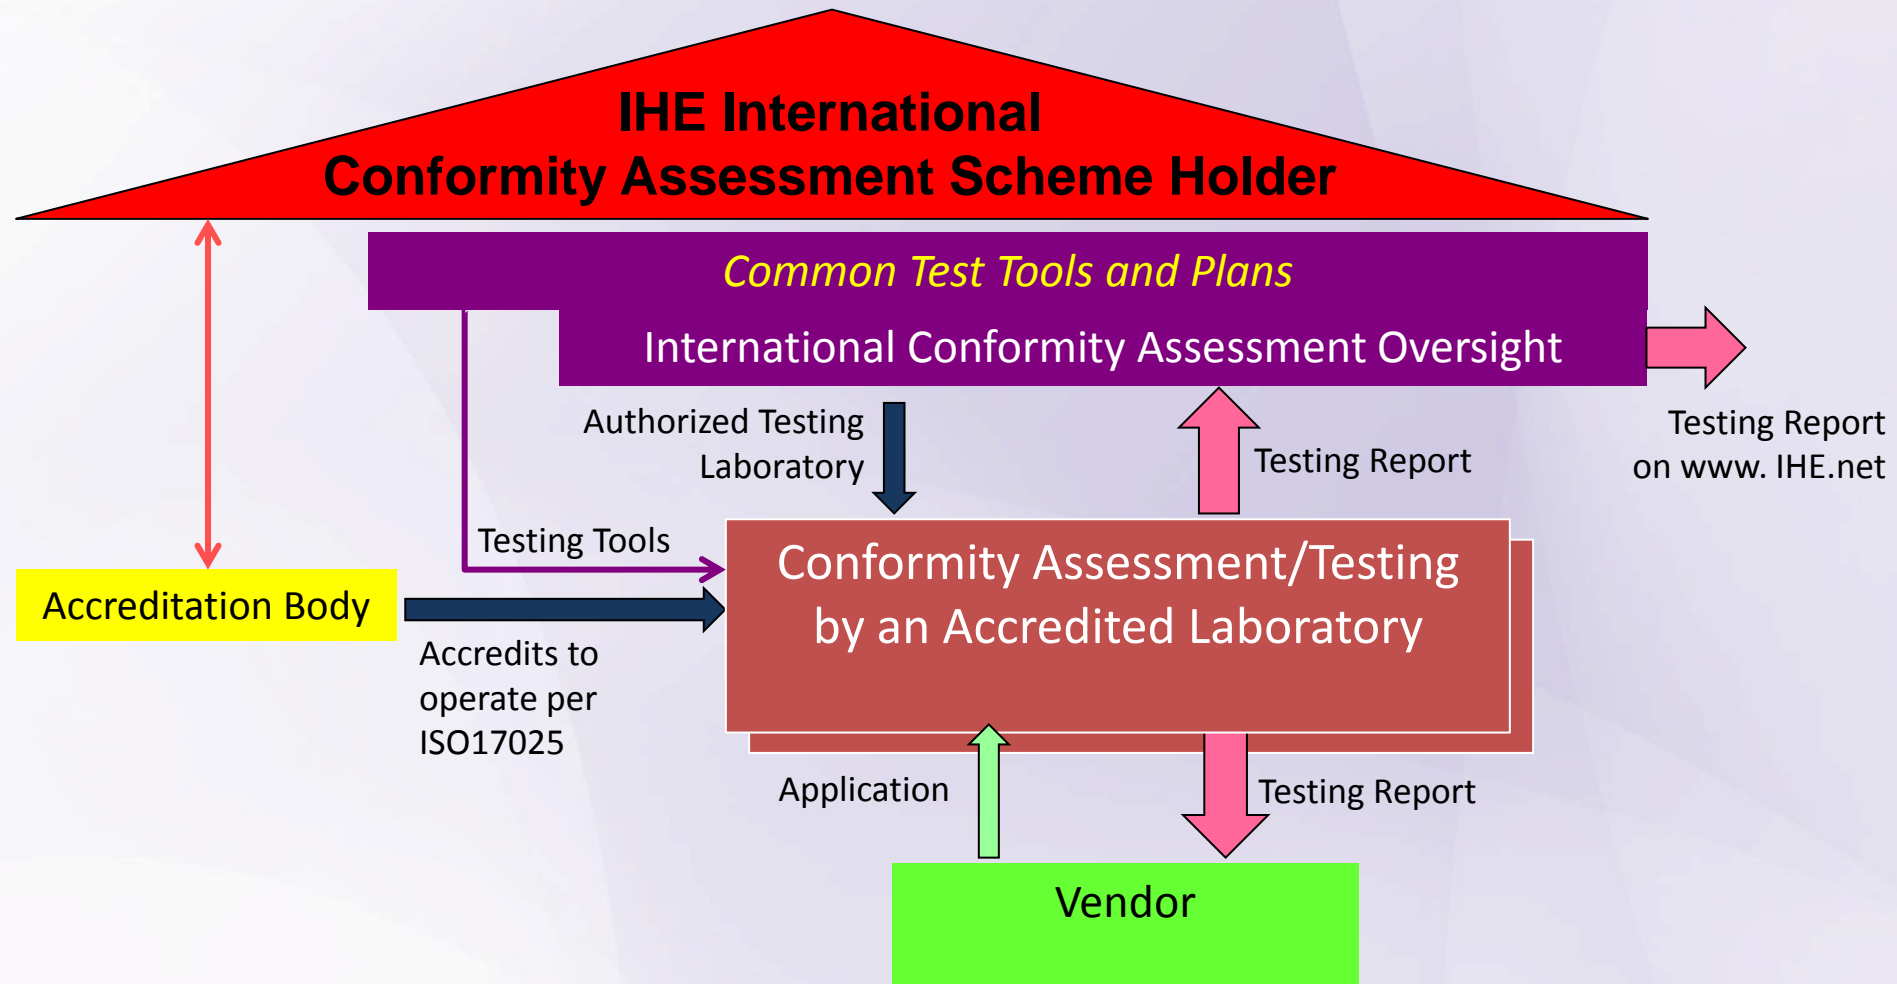 IHE International
Conformity Assessment Scheme Holder
Common Test Tools and Plans
International Conformity Assessment Oversight
Authorized Testing
Laboratory
Testing Report
Testing Report
on www. IHE.net
Testing Tools
Conformity Assessment/Testing
by an Accredited Laboratory
Accreditation Body
Accredits to
operate per
ISO17025
Application
Testing Report
Vendor